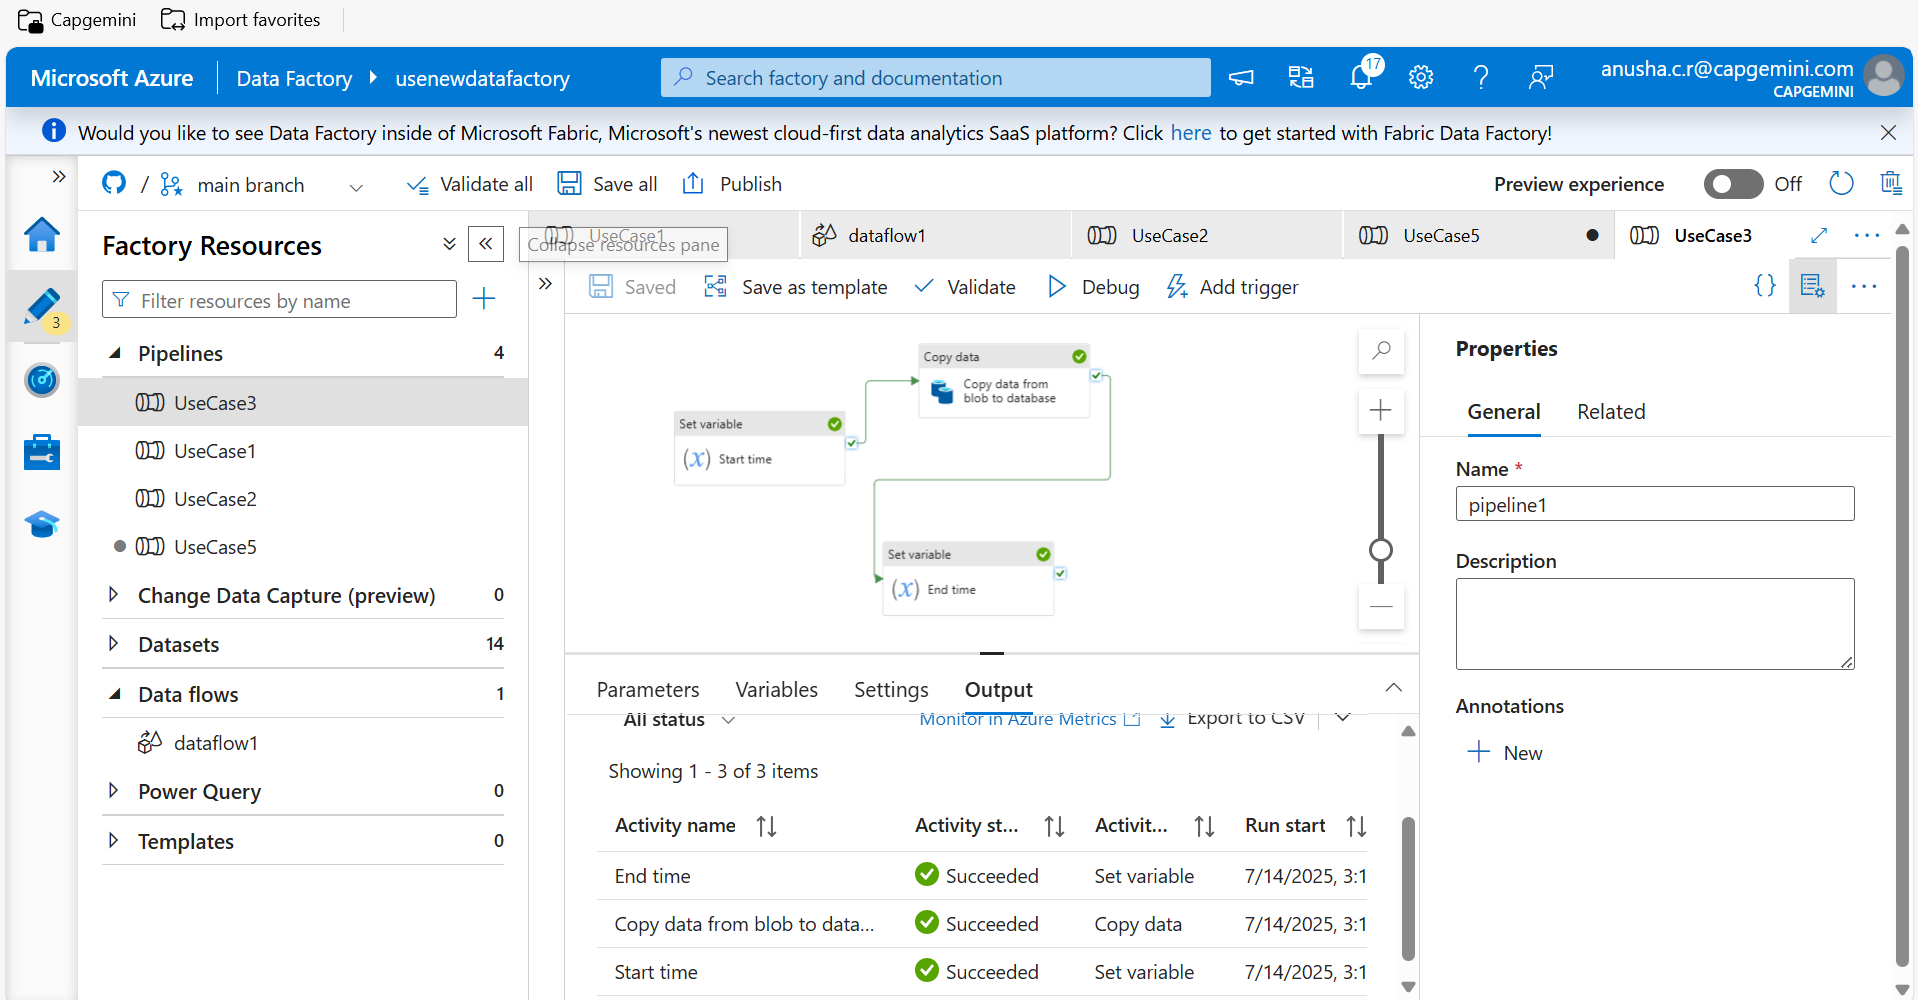 Capgemini
Import favorites
Microsoft Azure
Data Factory
usenewdatafactory
Search factory and documentation
17
anusha.c.r@capgemini.com
CAPGEMINI
Would you like to see Data Factory inside of Microsoft Fabric, Microsoft's newest cloud-first data analytics SaaS platform? Click here to get started with Fabric Data Factory!
/ main branch
Validate all
Save all
Publish
Preview experience
Off
3
Factory Resources
Filter resources by name
Pipelines 4
UseCase3
UseCase1
UseCase2
UseCase5
Change Data Capture (preview) 0
Datasets 14
Data flows 1
dataflow1
Power Query 0
Templates 0
UseCase1
Collapse resources pane
dataflow1
UseCase2
UseCase5
UseCase3
Saved
Save as template
Validate
Debug
Add trigger
{}
Copy data
Copy data from
blob to database
Set variable
(x) Start time
Set variable
(x) End time
Parameters
Variables
Settings
Output
All status
Monitor in Azure Metrics
Export to CSV
Showing 1 - 3 of 3 items
Activity name
Activity st...
Activit...
Run start
End time Succeeded Set variable 7/14/2025, 3:1
Copy data from blob to data... Succeeded Copy data 7/14/2025, 3:1
Start time Succeeded Set variable 7/14/2025, 3:1
Properties
General
Related
Name *
pipeline1
Description
Annotations
New